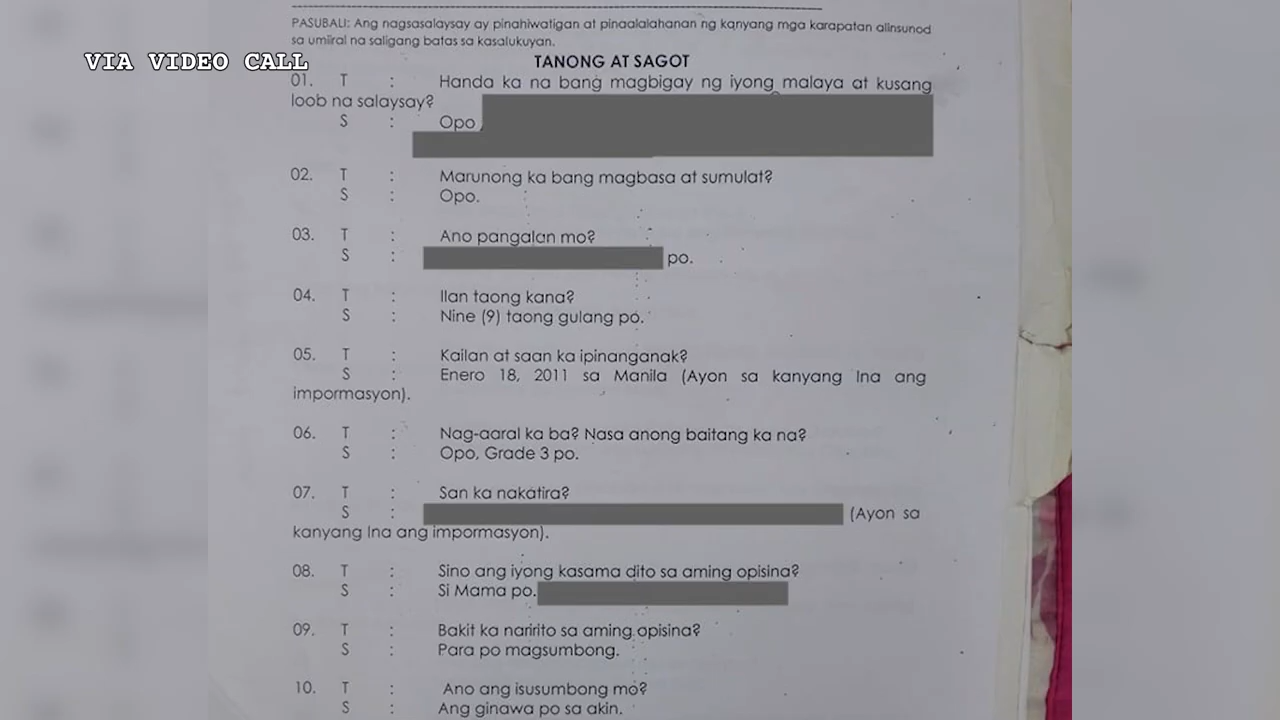 PASUBALI: Ang nagsasalaysay ay pinahiwatigan at pinaalalahanan ng kanyang mga karapatan alinsunod
sa umiiral na saligang batas sa kasalukuyan.
VIA VIDEO CALL
TANONG AT SAGOT
01. T : Handa ka na bang magbigay ng iyong malaya at kusang
loob na salaysay?
S : Opo
02. T : Marunong ka bang magbasa at sumulat?
S : Opo.
03. T : Ano pangalan mo?
S : po.
04. T : Ilan taong kana?
S : Nine (9) taong gulang po.
05. T : Kailan at saan ka ipinanganak?
S : Enero 18, 2011 sa Manila (Ayon sa kanyang Ina ang
impormasyon).
06. T : Nag-aaral ka ba? Nasa anong baitang ka na?
S : Opo, Grade 3 po.
07. T : San ka nakatira?
S : (Ayon sa
kanyang Ina ang impormasyon).
08. T : Sino ang iyong kasama dito sa aming opisina?
S : Si Mama po.
09. T : Bakit ka naririto sa aming opisina?
S : Para po magsumbong.
10. T : Ano ang isusumbong mo?
S : Ang ginawa po sa akin.